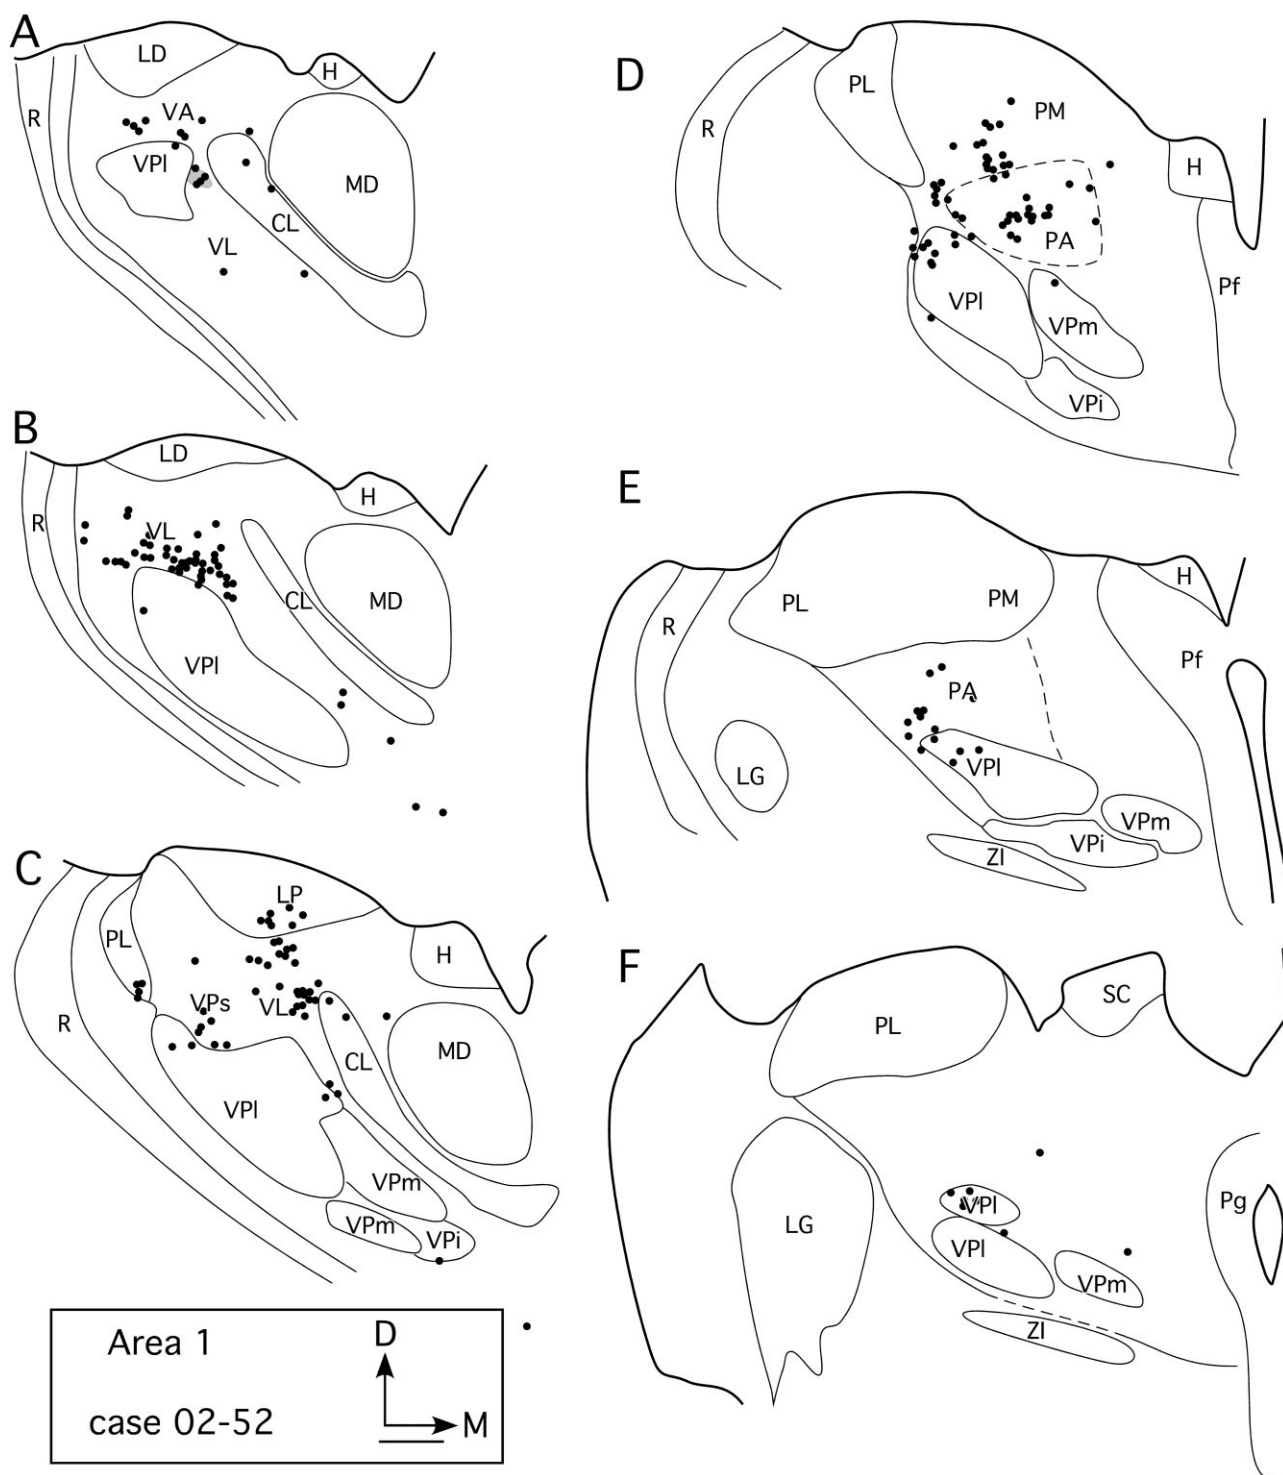 A
LD
H
R
VA
VPl
MD
CL
VL
B
LD
H
R
VL
CL
MD
VPl
C
LP
PL
H
VPs
VL
R
CL
MD
VPl
VPm
VPm
VPi
Area 1
case 02-52
D
M
D
PL
PM
R
H
PA
Pf
VPl
VPm
VPi
E
H
PL
PM
R
Pf
PA
LG
VPl
VPm
VPi
ZI
F
SC
PL
VPl
Pg
LG
VPl
VPm
ZI